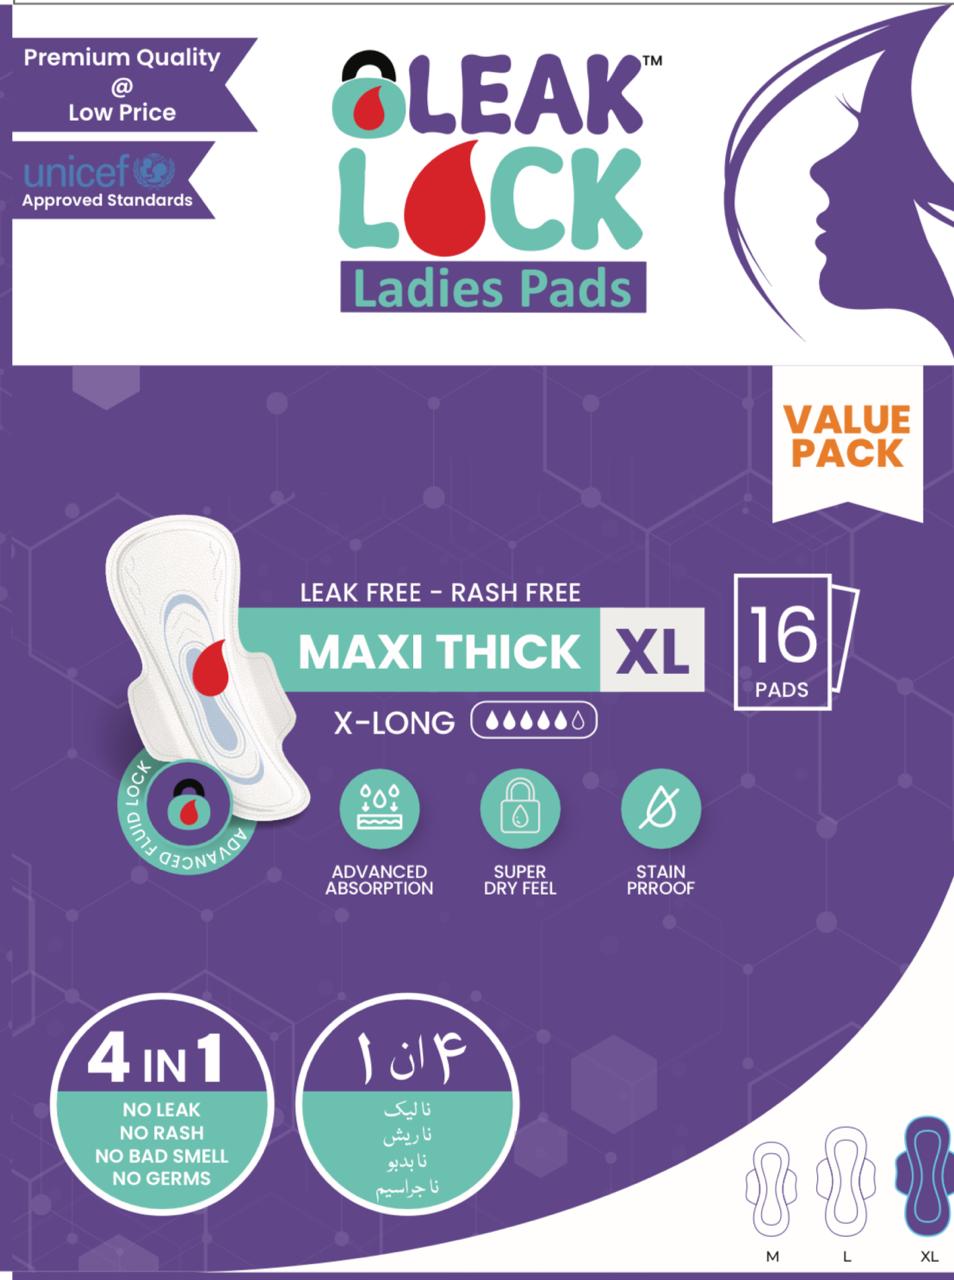 Premium Quality
@
Low Price
unicef
Approved Standards
LEAK™
LOCK
Ladies Pads
VALUE
PACK
LEAK FREE - RASH FREE
MAXI THICK XL
X-LONG
16
PADS
ADVANCED FLUID LOCK
ADVANCED
ABSORPTION
SUPER
DRY FEEL
STAIN
PRROOF
4 IN 1
NO LEAK
NO RASH
NO BAD SMELL
NO GERMS
۴ ان ۱
نا لیک
نا ریش
نا بدبو
نا جراسیم
M L XL